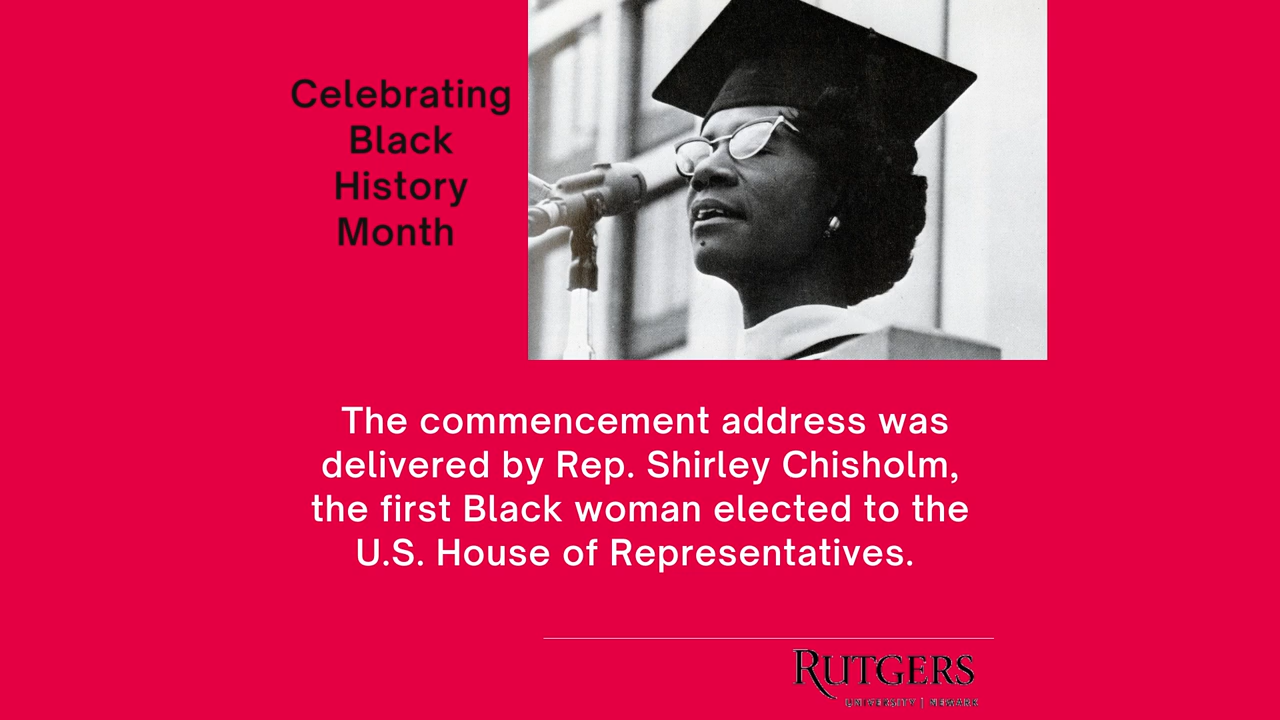 Celebrating
Black
History
Month
The commencement address was
delivered by Rep. Shirley Chisholm,
the first Black woman elected to the
U.S. House of Representatives.
RUTGERS
UNIVERSITY | NEWARK